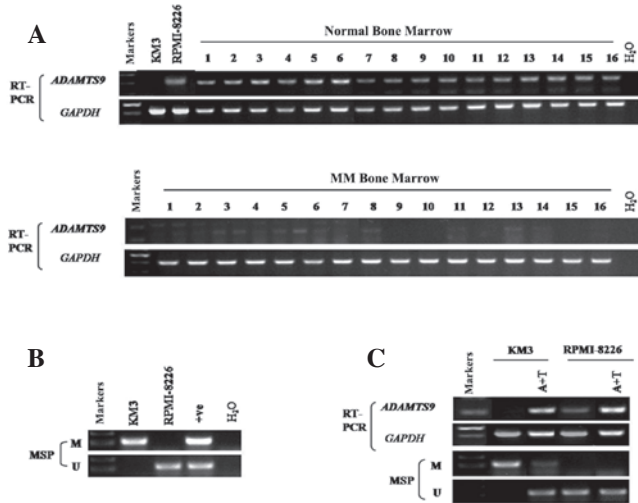 A
Markers KM3 RPMI-8226 Normal Bone Marrow
1 2 3 4 5 6 7 8 9 10 11 12 13 14 15 16 H₂O
RT-PCR
ADAMTS9
GAPDH
Markers MM Bone Marrow
1 2 3 4 5 6 7 8 9 10 11 12 13 14 15 16 H₂O
RT-PCR
ADAMTS9
GAPDH
B
Markers KM3 RPMI-8226 +ve H₂O
MSP
M
U
C
KM3 RPMI-8226
Markers A+T A+T
RT-PCR
ADAMTS9
GAPDH
MSP
M
U